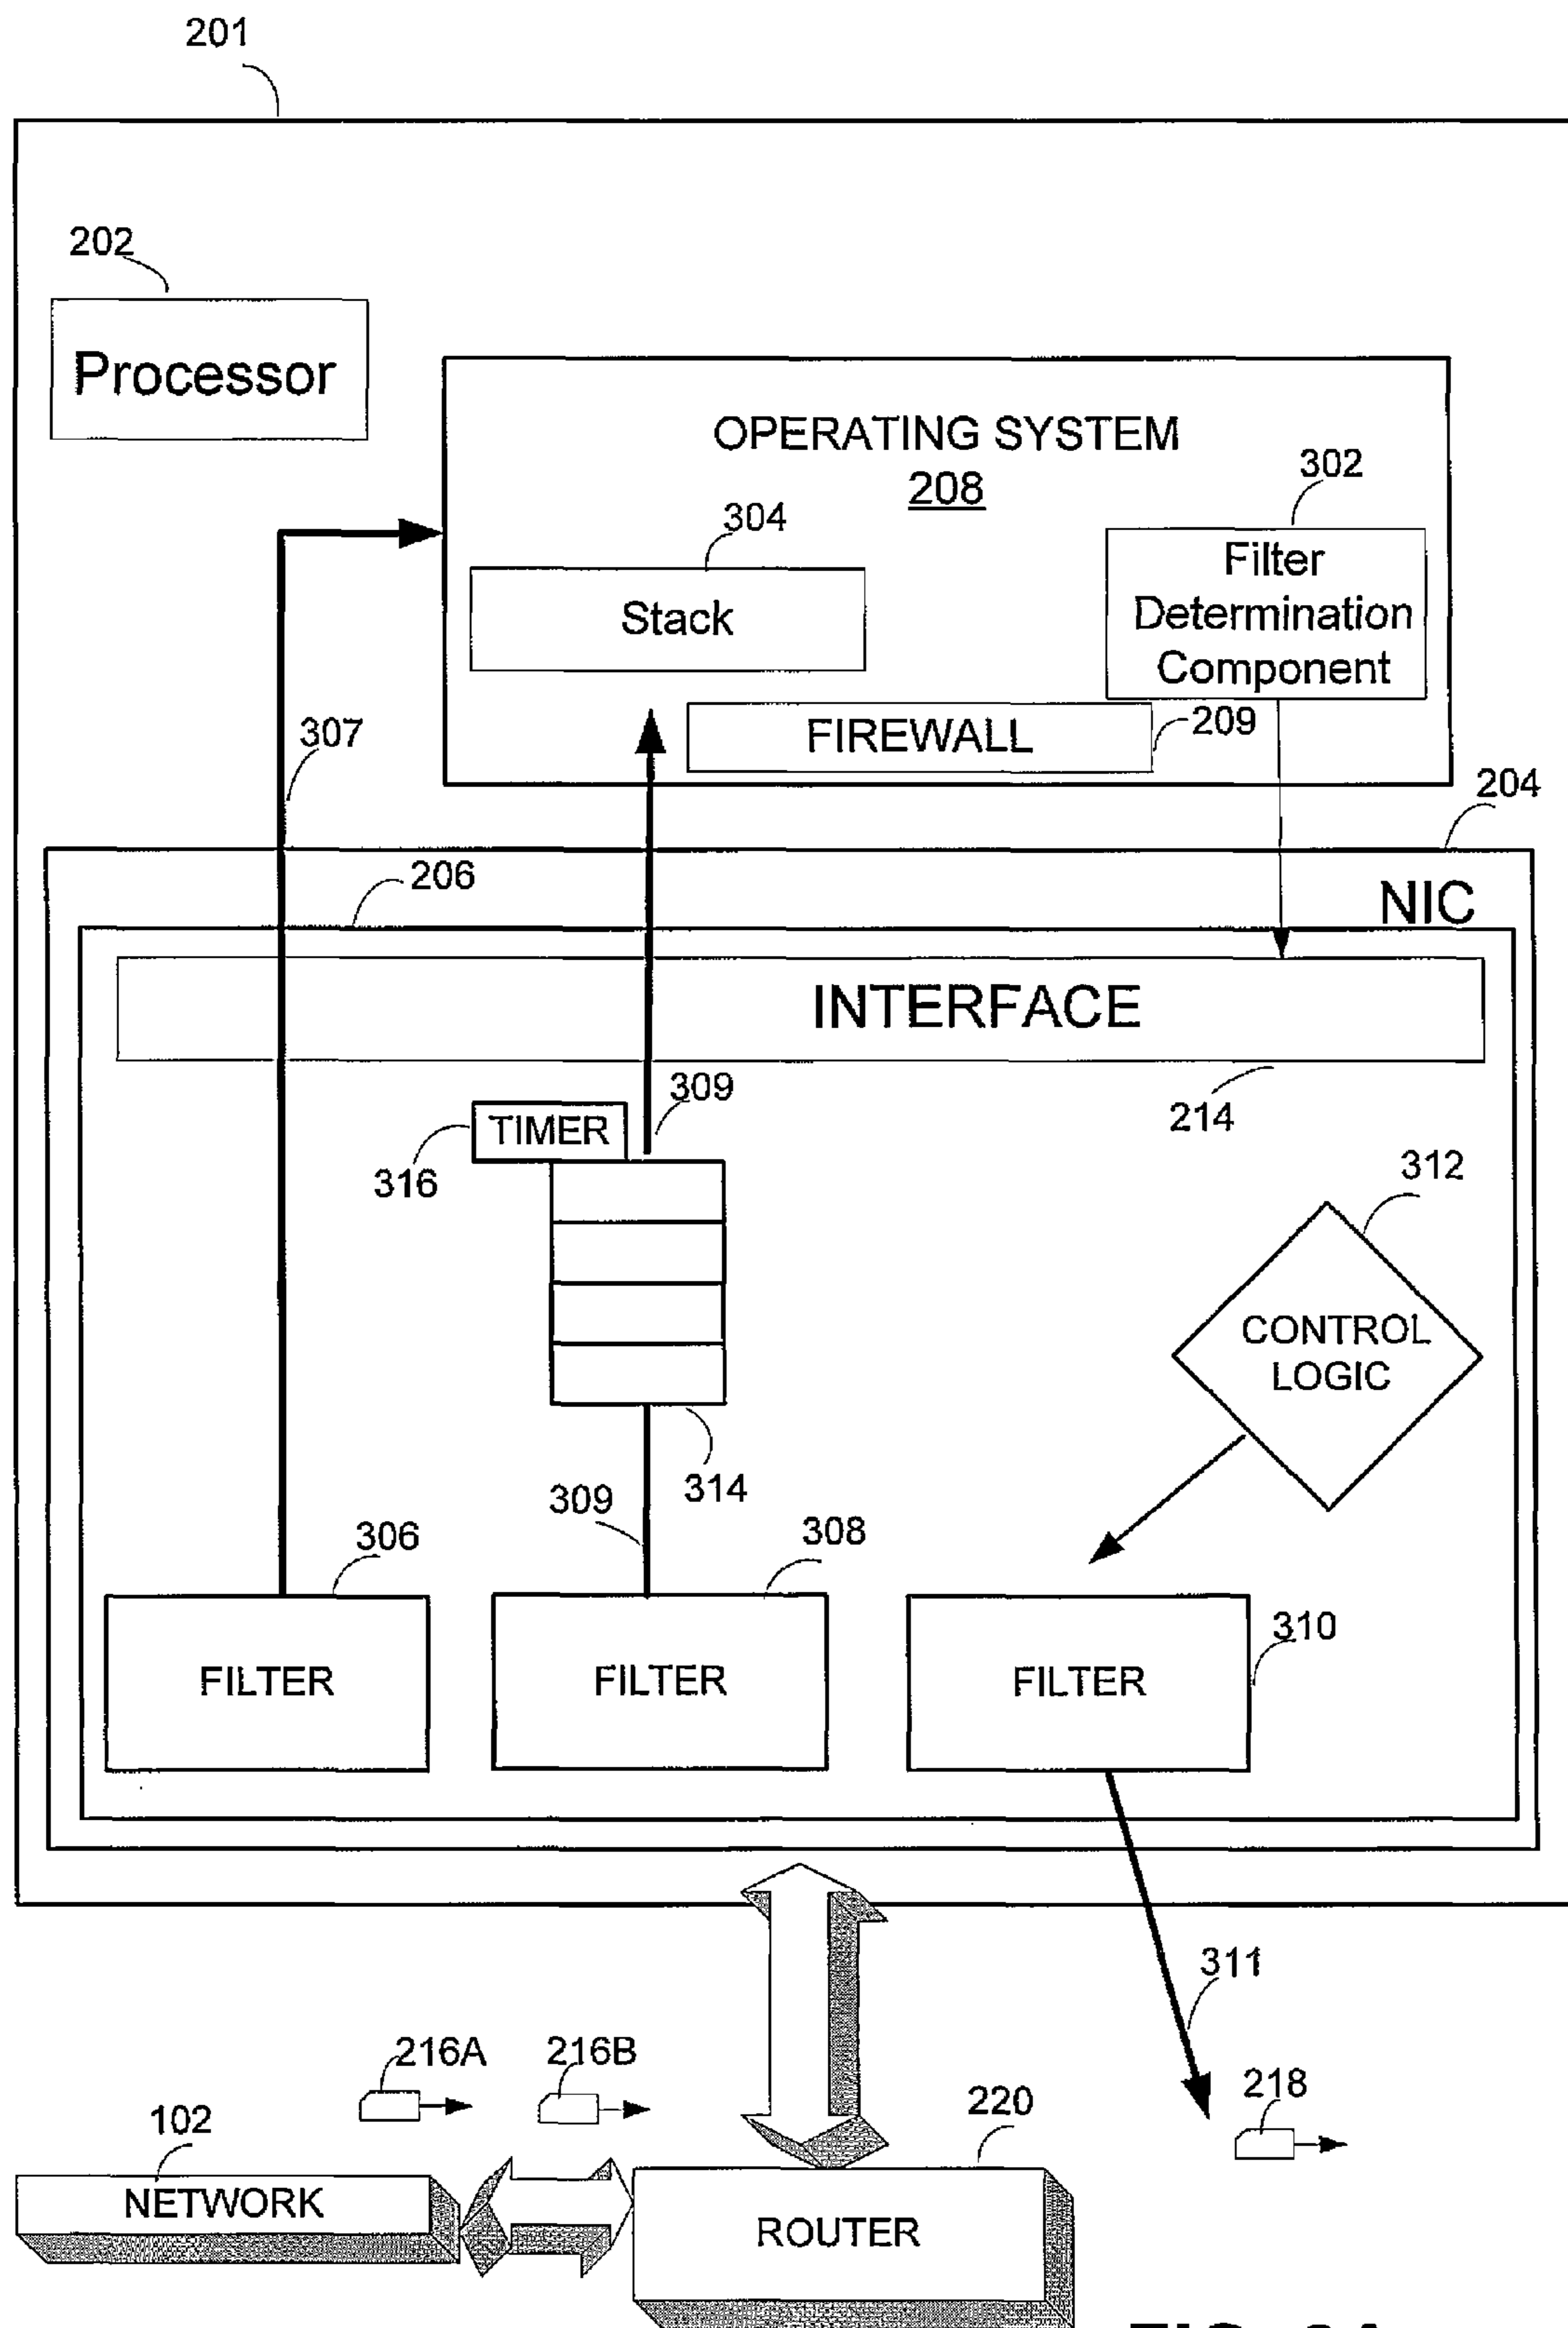 201
202
Processor
OPERATING SYSTEM
208
302
304
Filter
Determination
Component
Stack
307
FIREWALL
209
204
206
NIC
INTERFACE
309
214
TIMER
316
312
CONTROL
LOGIC
314
309
308
306
310
FILTER
FILTER
FILTER
311
216A
216B
218
220
102
NETWORK
ROUTER